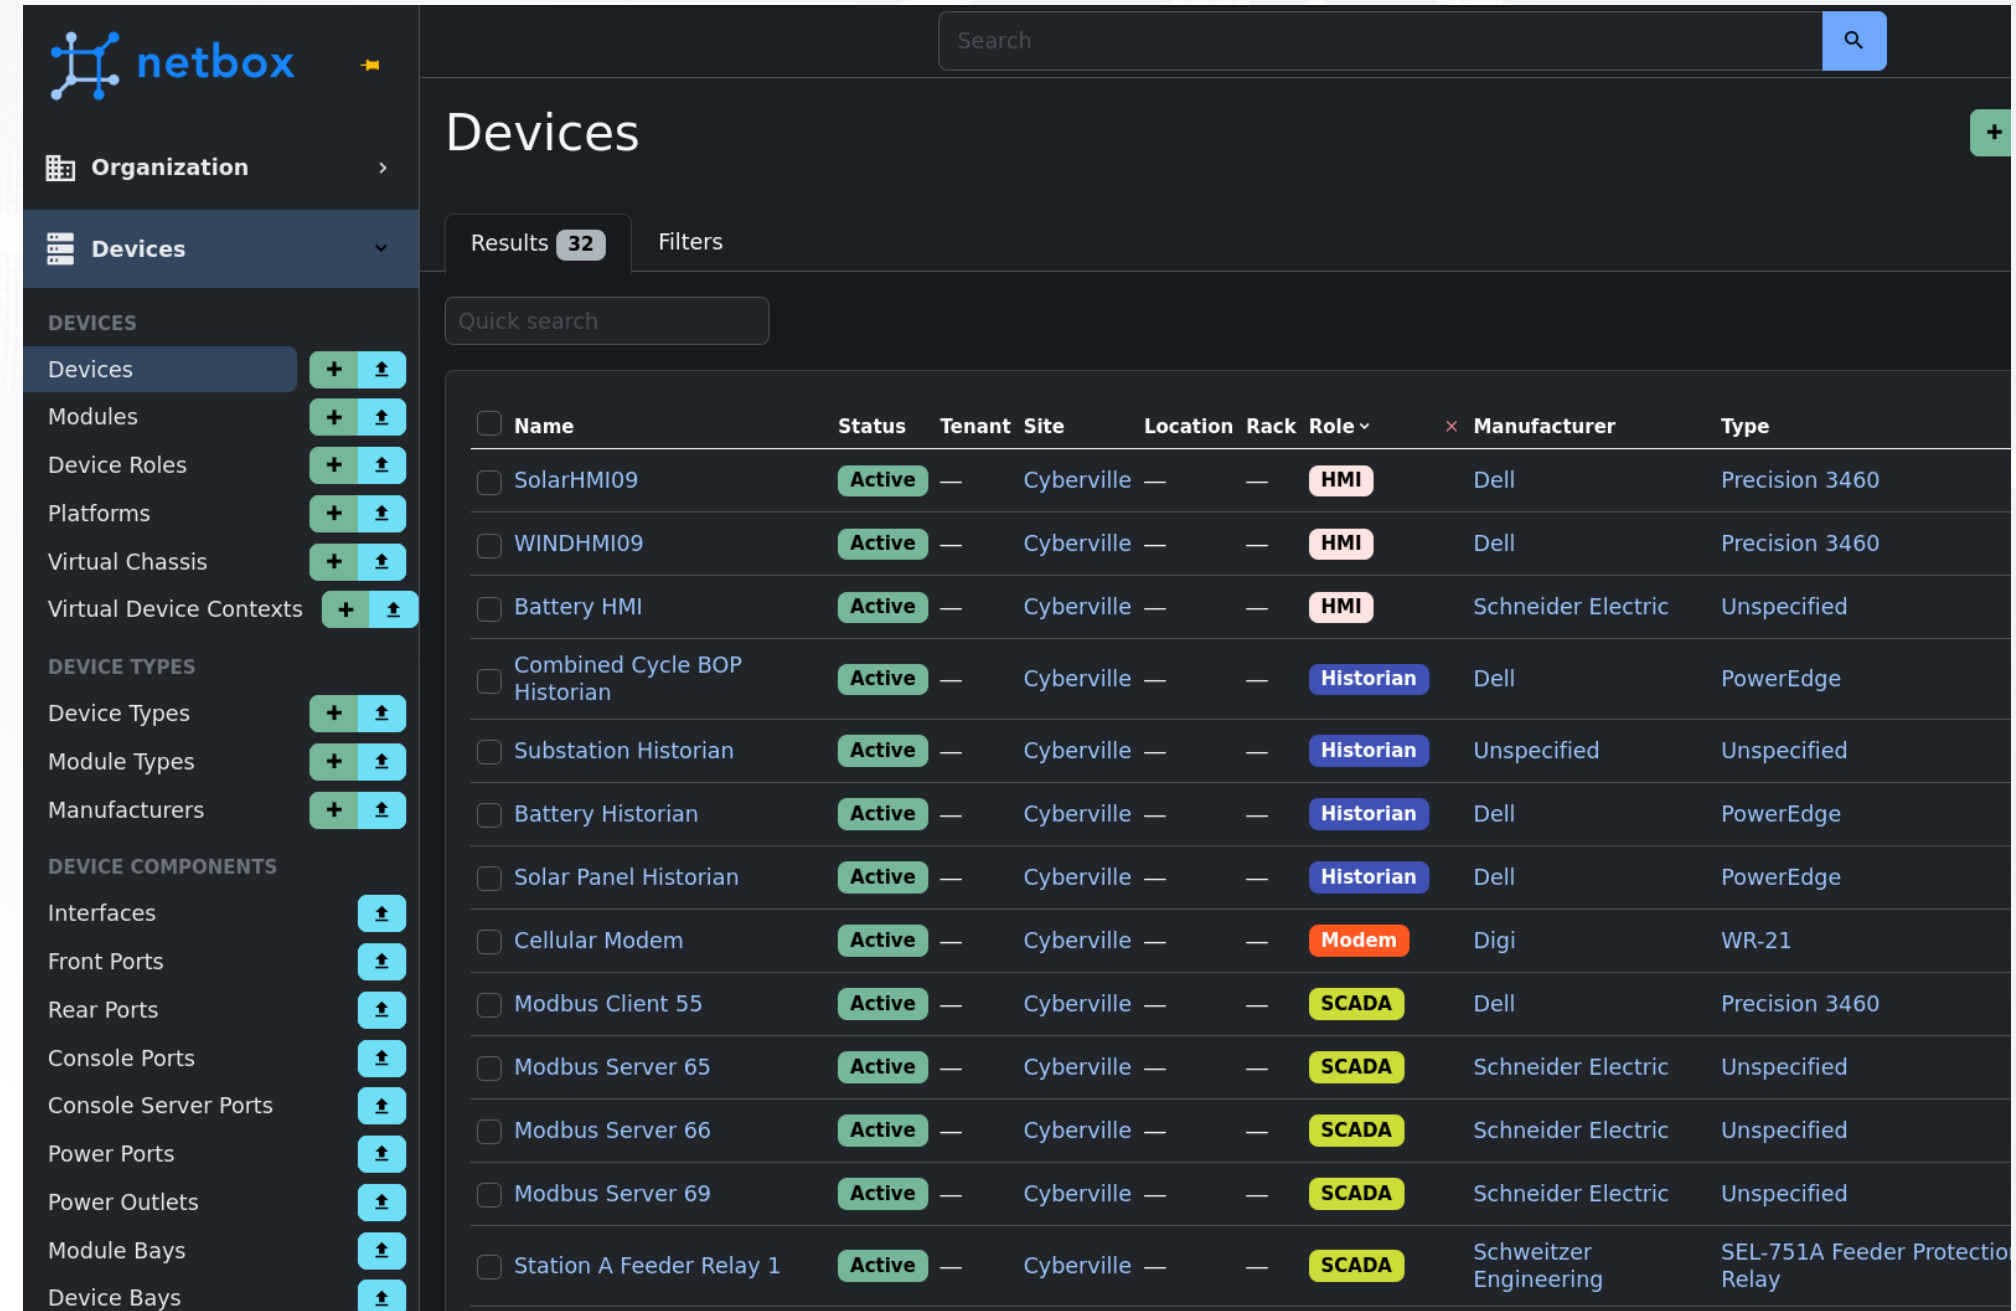 netbox
Search
Organization
Devices
Devices
Results 32 Filters
Quick search
DEVICES
Devices
Modules
Device Roles
Platforms
Virtual Chassis
Virtual Device Contexts
DEVICE TYPES
Device Types
Module Types
Manufacturers
DEVICE COMPONENTS
Interfaces
Front Ports
Rear Ports
Console Ports
Console Server Ports
Power Ports
Power Outlets
Module Bays
Device Bays
Name Status Tenant Site Location Rack Role Manufacturer Type
SolarHMI09 Active — Cyberville — — HMI Dell Precision 3460
WINDHMI09 Active — Cyberville — — HMI Dell Precision 3460
Battery HMI Active — Cyberville — — HMI Schneider Electric Unspecified
Combined Cycle BOP
Historian Active — Cyberville — — Historian Dell PowerEdge
Substation Historian Active — Cyberville — — Historian Unspecified Unspecified
Battery Historian Active — Cyberville — — Historian Dell PowerEdge
Solar Panel Historian Active — Cyberville — — Historian Dell PowerEdge
Cellular Modem Active — Cyberville — — Modem Digi WR-21
Modbus Client 55 Active — Cyberville — — SCADA Dell Precision 3460
Modbus Server 65 Active — Cyberville — — SCADA Schneider Electric Unspecified
Modbus Server 66 Active — Cyberville — — SCADA Schneider Electric Unspecified
Modbus Server 69 Active — Cyberville — — SCADA Schneider Electric Unspecified
Station A Feeder Relay 1 Active — Cyberville — — SCADA Schweitzer SEL-751A Feeder Protectio
Engineering Relay